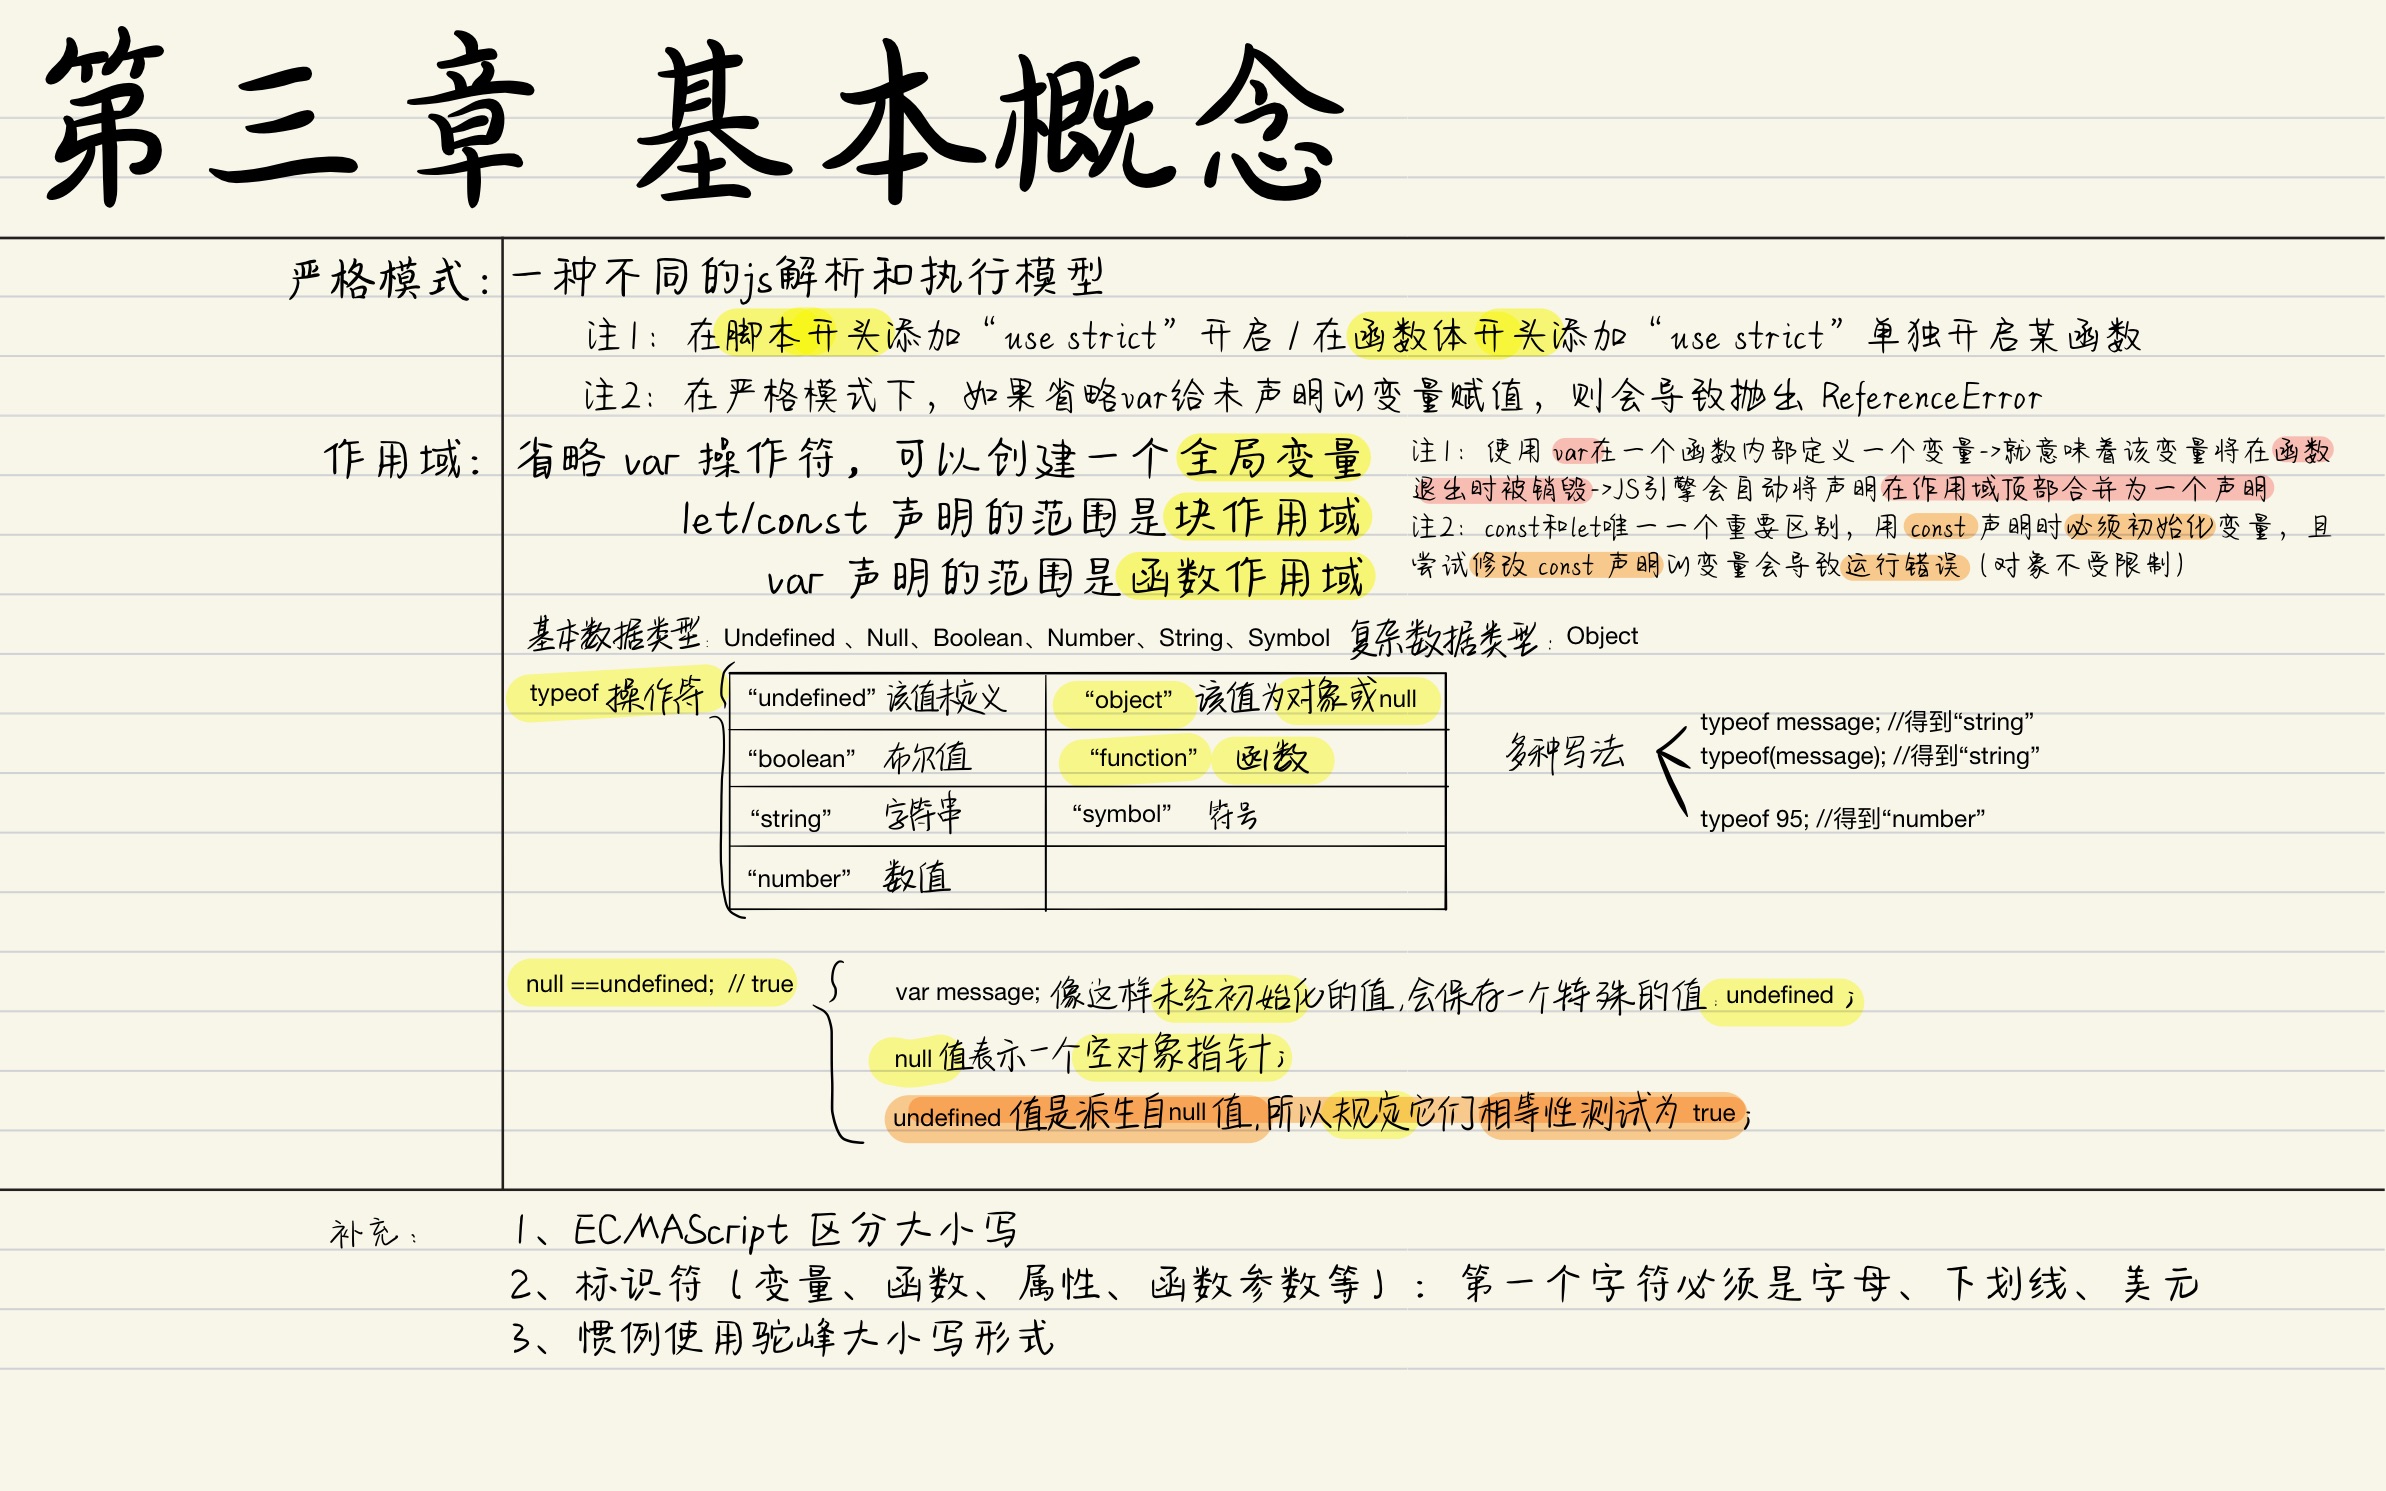 第三章 基本概念
严格模式：一种不同的js解析和执行模型
注1：在脚本开头添加“use strict”开启/在函数体开头添加“use strict”单独开启某函数
注2：在严格模式下，如果省略var给未声明的变量赋值，则会导致抛出 ReferenceError
作用域：省略 var 操作符，可以创建一个全局变量
let/const 声明的范围是块作用域
var 声明的范围是函数作用域
注1：使用 var在一个函数内部定义一个变量->就意味着该变量将在函数
退出时被销毁->JS引擎会自动将声明在作用域顶部合并为一个声明
注2：const和let唯一一个重要区别，用 const 声明时必须初始化变量，且
尝试修改 const 声明的变量会导致运行错误（对象不受限制）
基本数据类型：Undefined 、Null、Boolean、Number、String、Symbol 复杂数据类型：Object
typeof 操作符
“undefined” 该值未定义 “object” 该值为对象或null
“boolean” 布尔值 “function” 函数
“string” 字符串 “symbol” 符号
“number” 数值
多种写法
typeof message; //得到“string”
typeof(message); //得到“string”
typeof 95; //得到“number”
null ==undefined; // true
var message; 像这样未经初始化的值,会保存一个特殊的值：undefined ;
null 值表示一个空对象指针;
undefined 值是派生自null 值,所以规定它们相等性测试为 true;
补充：
1、ECMAScript 区分大小写
2、标识符（变量、函数、属性、函数参数等）：第一个字符必须是字母、下划线、美元
3、惯例使用驼峰大小写形式